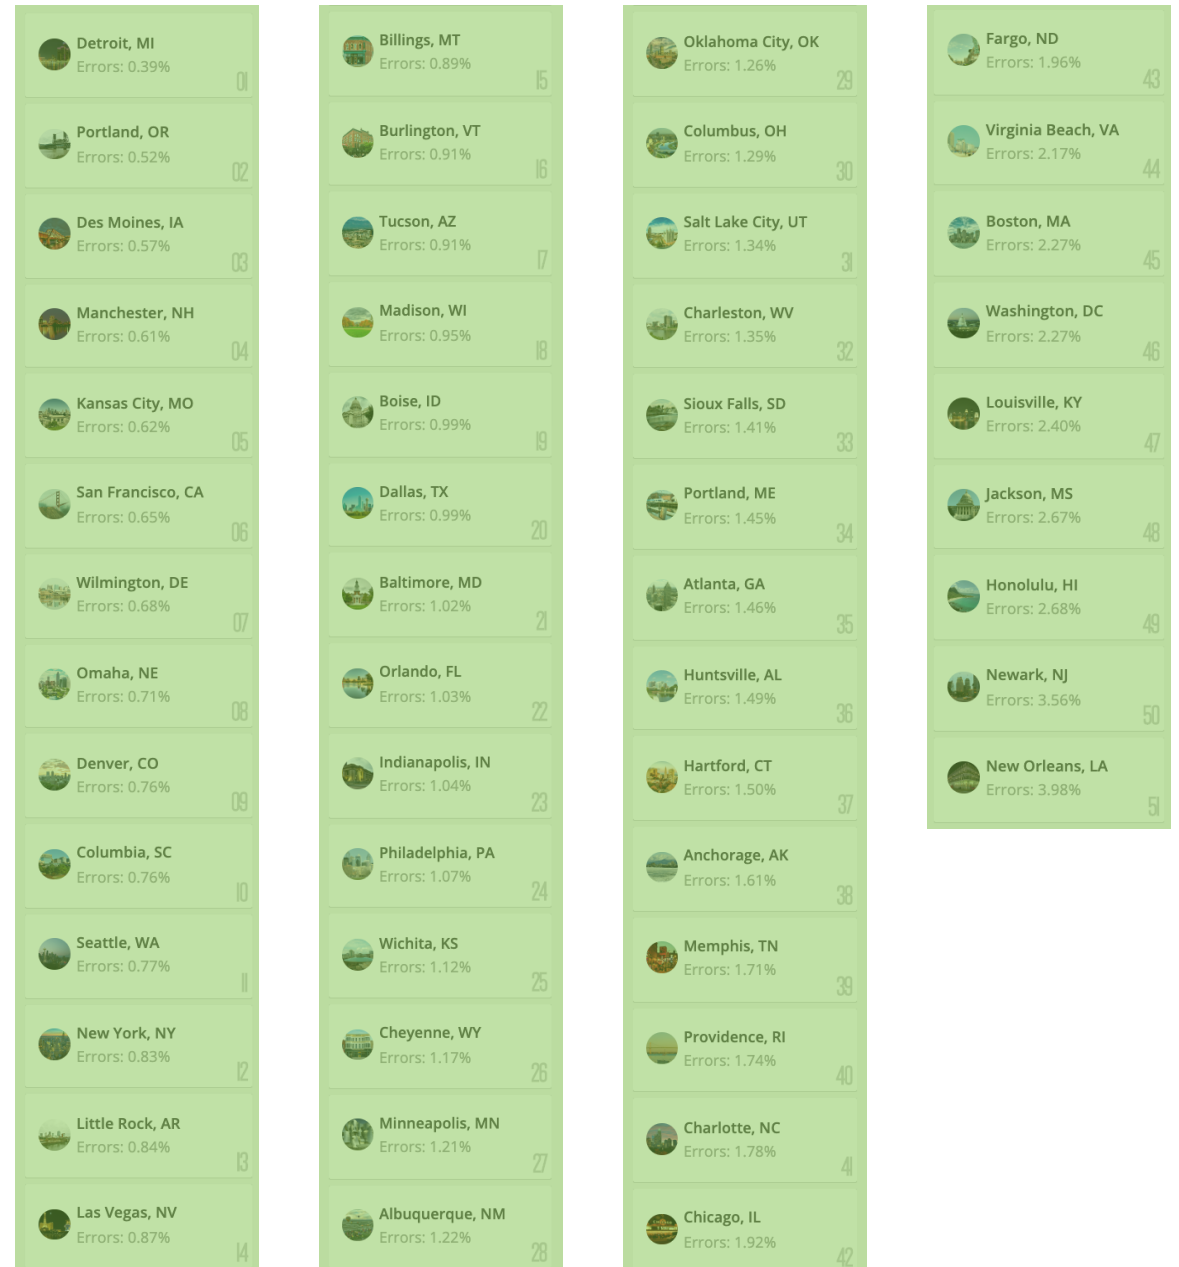 Detroit, MI
Errors: 0.39%
01
Portland, OR
Errors: 0.52%
02
Des Moines, IA
Errors: 0.57%
03
Manchester, NH
Errors: 0.61%
04
Kansas City, MO
Errors: 0.62%
05
San Francisco, CA
Errors: 0.65%
06
Wilmington, DE
Errors: 0.68%
07
Omaha, NE
Errors: 0.71%
08
Denver, CO
Errors: 0.76%
09
Columbia, SC
Errors: 0.76%
10
Seattle, WA
Errors: 0.77%
11
New York, NY
Errors: 0.83%
12
Little Rock, AR
Errors: 0.84%
13
Las Vegas, NV
Errors: 0.87%
14
Billings, MT
Errors: 0.89%
15
Burlington, VT
Errors: 0.91%
16
Tucson, AZ
Errors: 0.91%
17
Madison, WI
Errors: 0.95%
18
Boise, ID
Errors: 0.99%
19
Dallas, TX
Errors: 0.99%
20
Baltimore, MD
Errors: 1.02%
21
Orlando, FL
Errors: 1.03%
22
Indianapolis, IN
Errors: 1.04%
23
Philadelphia, PA
Errors: 1.07%
24
Wichita, KS
Errors: 1.12%
25
Cheyenne, WY
Errors: 1.17%
26
Minneapolis, MN
Errors: 1.21%
27
Albuquerque, NM
Errors: 1.22%
28
Oklahoma City, OK
Errors: 1.26%
29
Columbus, OH
Errors: 1.29%
30
Salt Lake City, UT
Errors: 1.34%
31
Charleston, WV
Errors: 1.35%
32
Sioux Falls, SD
Errors: 1.41%
33
Portland, ME
Errors: 1.45%
34
Atlanta, GA
Errors: 1.46%
35
Huntsville, AL
Errors: 1.49%
36
Hartford, CT
Errors: 1.50%
37
Anchorage, AK
Errors: 1.61%
38
Memphis, TN
Errors: 1.71%
39
Providence, RI
Errors: 1.74%
40
Charlotte, NC
Errors: 1.78%
41
Chicago, IL
Errors: 1.92%
42
Fargo, ND
Errors: 1.96%
43
Virginia Beach, VA
Errors: 2.17%
44
Boston, MA
Errors: 2.27%
45
Washington, DC
Errors: 2.27%
46
Louisville, KY
Errors: 2.40%
47
Jackson, MS
Errors: 2.67%
48
Honolulu, HI
Errors: 2.68%
49
Newark, NJ
Errors: 3.56%
50
New Orleans, LA
Errors: 3.98%
51